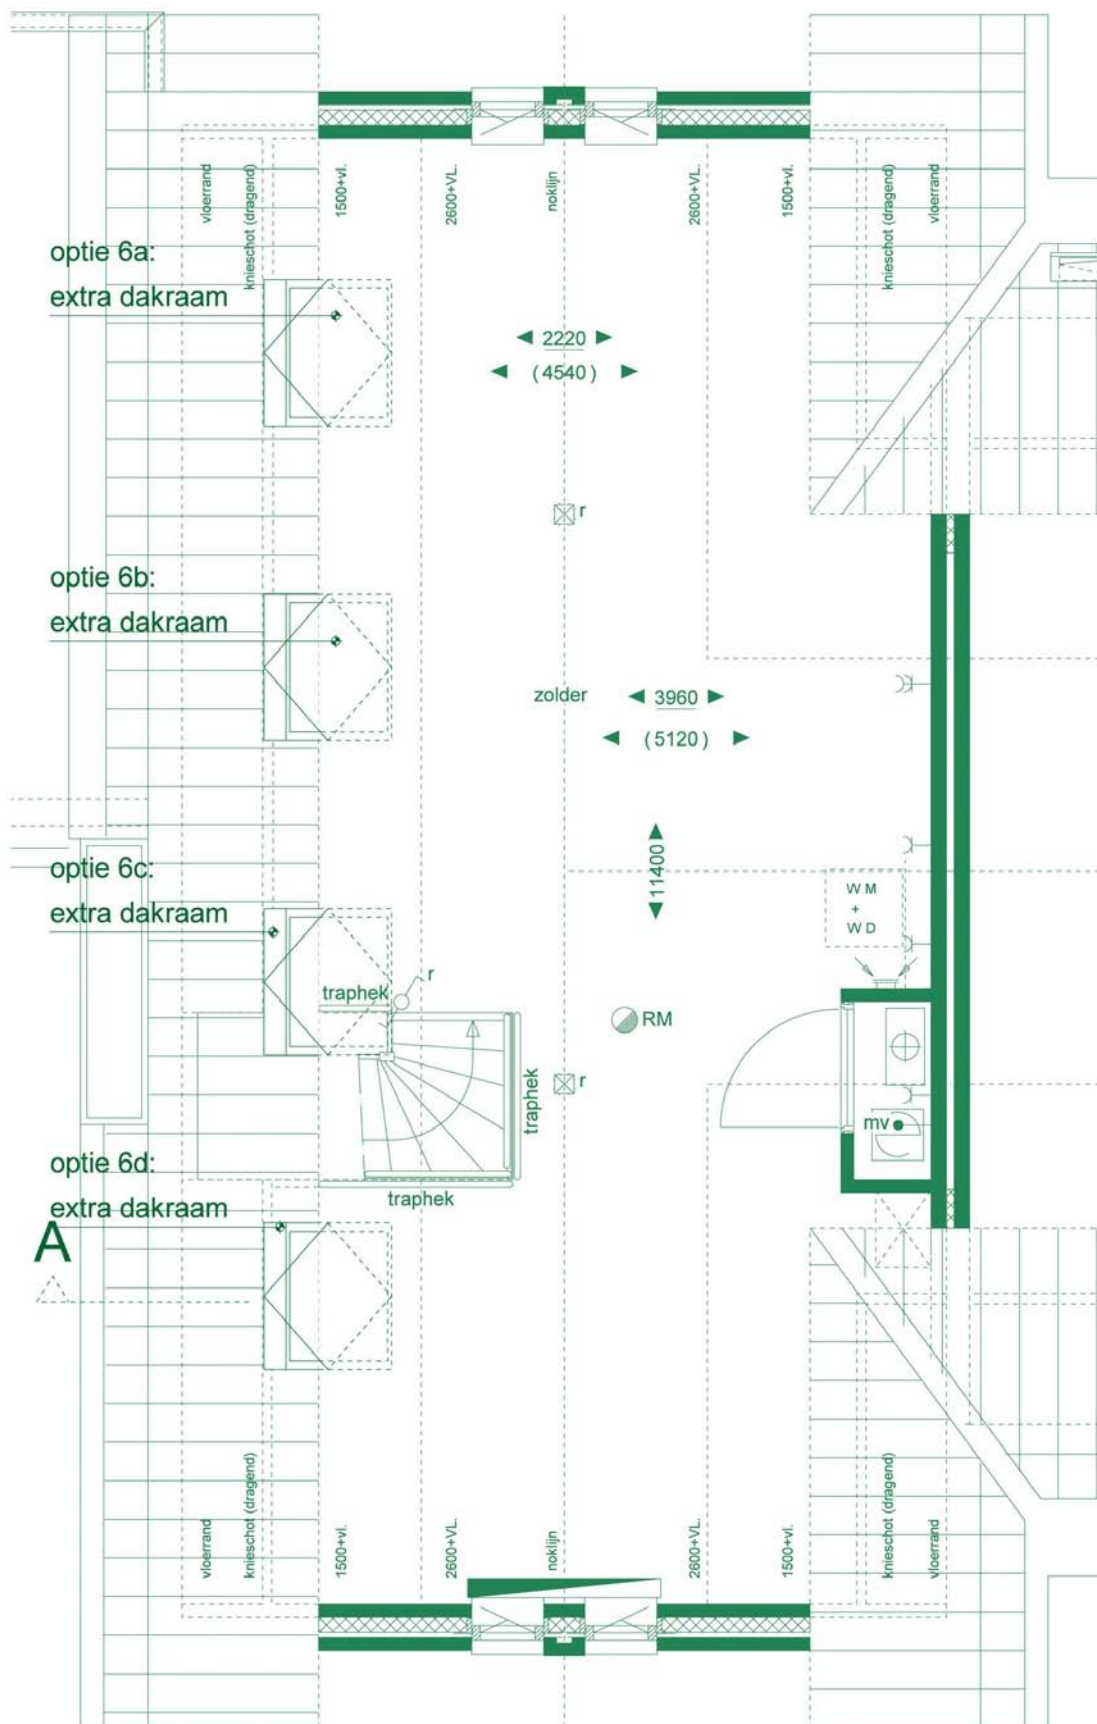 vloerrand
knieschot (dragend)
1500+vl.
2600+VL.
noklijn
2600+VL.
1500+vl.
knieschot (dragend)
vloerrand
optie 6a:
extra dakraam
2220
( 4540 )
r
optie 6b:
extra dakraam
zolder
3960
( 5120 )
11400
optie 6c:
extra dakraam
W M
+
W D
r
traphek
RM
traphek
r
mv
optie 6d:
extra dakraam
traphek
A
vloerrand
knieschot (dragend)
1500+vl.
2600+VL.
noklijn
2600+VL.
1500+vl.
knieschot (dragend)
vloerrand